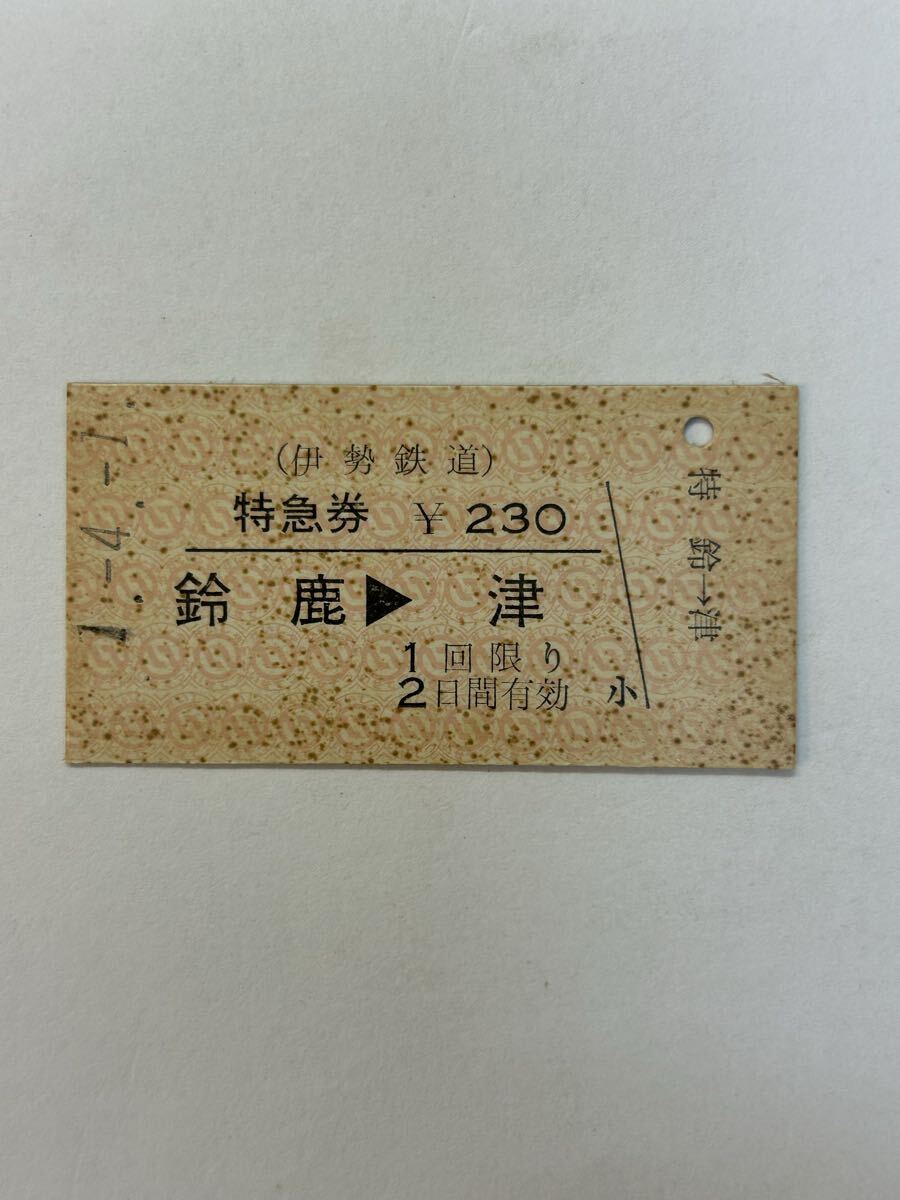 1.-4.-1.
(伊勢鉄道)
特急券 ¥230
鈴鹿▶津
1回限り
2日間有効 小
特 鈴→津